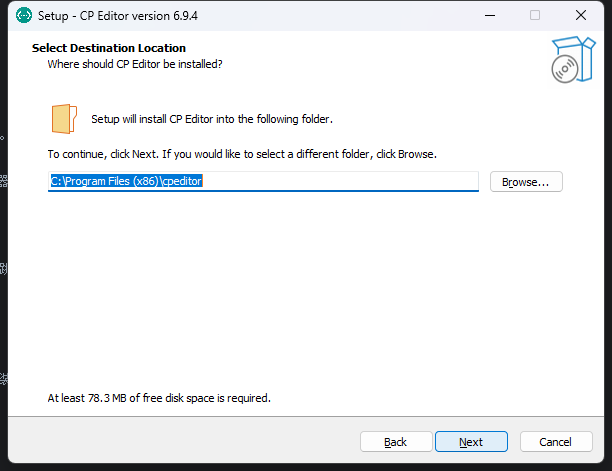 Setup - CP Editor version 6.9.4
Select Destination Location
Where should CP Editor be installed?
Setup will install CP Editor into the following folder.
To continue, click Next. If you would like to select a different folder, click Browse.
C:\Program Files (x86)\cpeditor
Browse...
At least 78.3 MB of free disk space is required.
Back
Next
Cancel